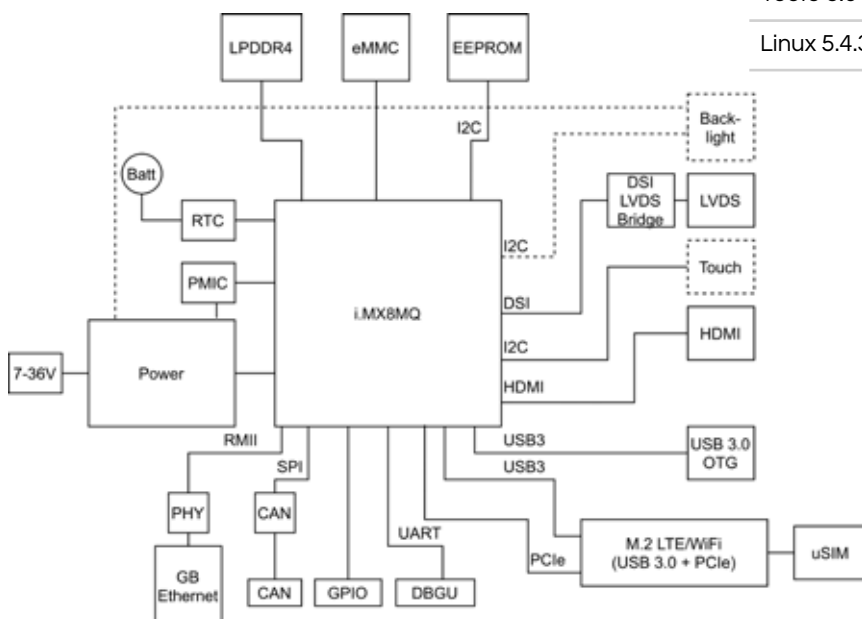 Linux 5.4.3
LPDDR4
eMMC
EEPROM
I2C
Back-
light
Batt
RTC
DSI
LVDS
Bridge
LVDS
I2C
PMIC
Touch
i.MX8MQ
DSI
HDMI
I2C
7-36V
Power
HDMI
RMII
USB3
USB 3.0
OTG
SPI
USB3
PHY
CAN
UART
M.2 LTE/WiFi
(USB 3.0 + PCIe)
uSIM
PCIe
GB
Ethernet
CAN
GPIO
DBGU